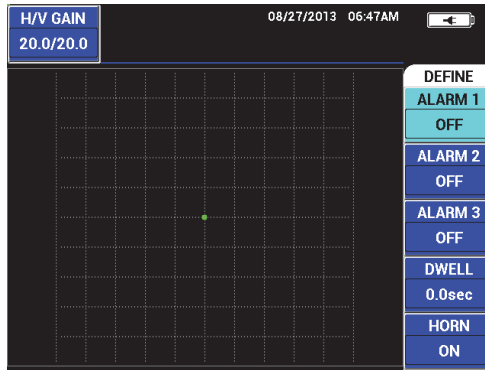 H/V GAIN
20.0/20.0
08/27/2013 06:47AM
DEFINE
ALARM 1
OFF
ALARM 2
OFF
ALARM 3
OFF
DWELL
0.0sec
HORN
ON